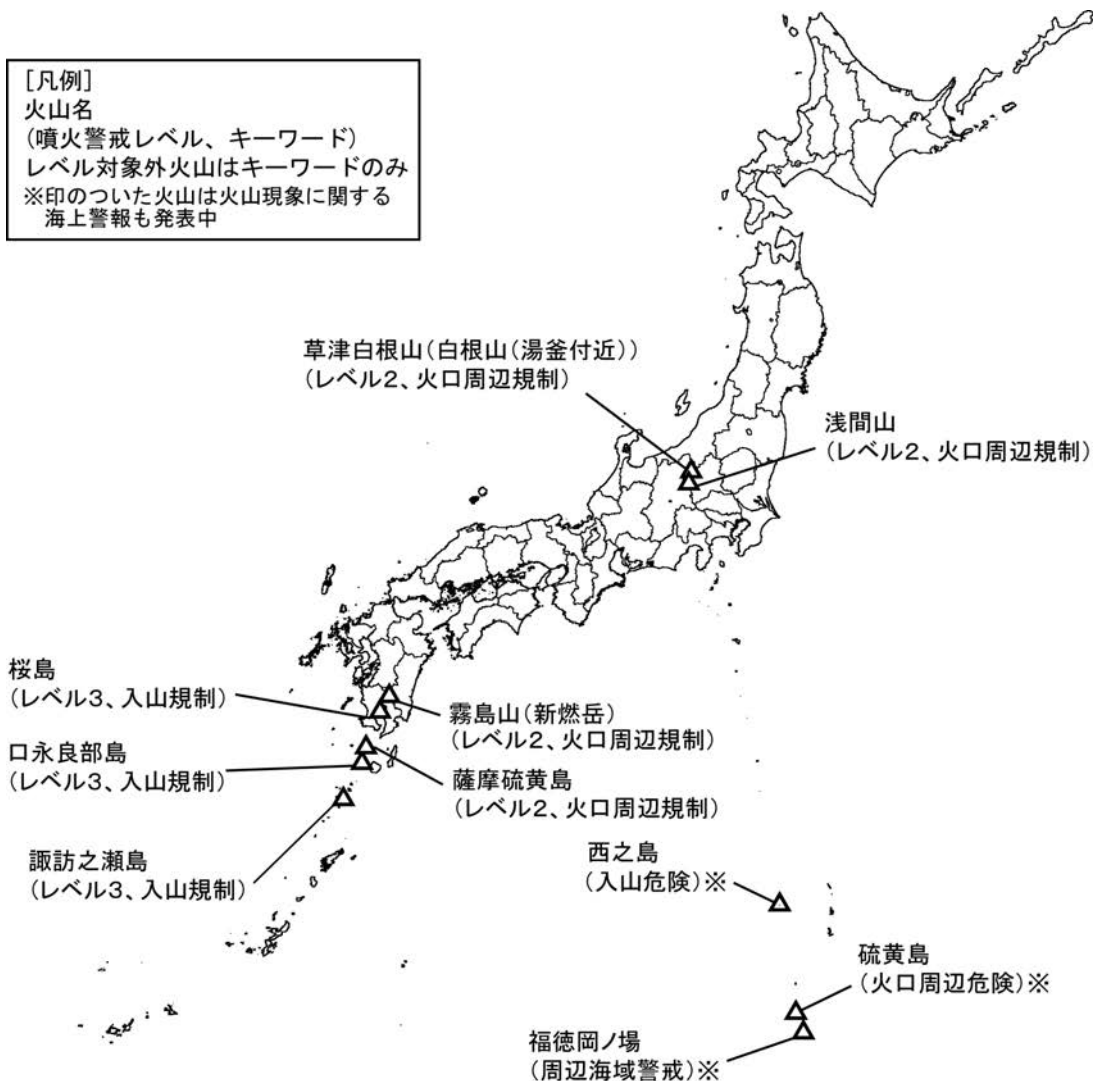 [凡例]
火山名
(噴火警戒レベル、キーワード)
レベル対象外火山はキーワードのみ
※印のついた火山は火山現象に関する
海上警報も発表中
草津白根山(白根山(湯釜付近))
(レベル2、火口周辺規制)
浅間山
(レベル2、火口周辺規制)
桜島
(レベル3、入山規制)
霧島山(新燃岳)
(レベル2、火口周辺規制)
口永良部島
(レベル3、入山規制)
薩摩硫黄島
(レベル2、火口周辺規制)
諏訪之瀬島
(レベル3、入山規制)
西之島
(入山危険)※
硫黄島
(火口周辺危険)※
福徳岡ノ場
(周辺海域警戒)※